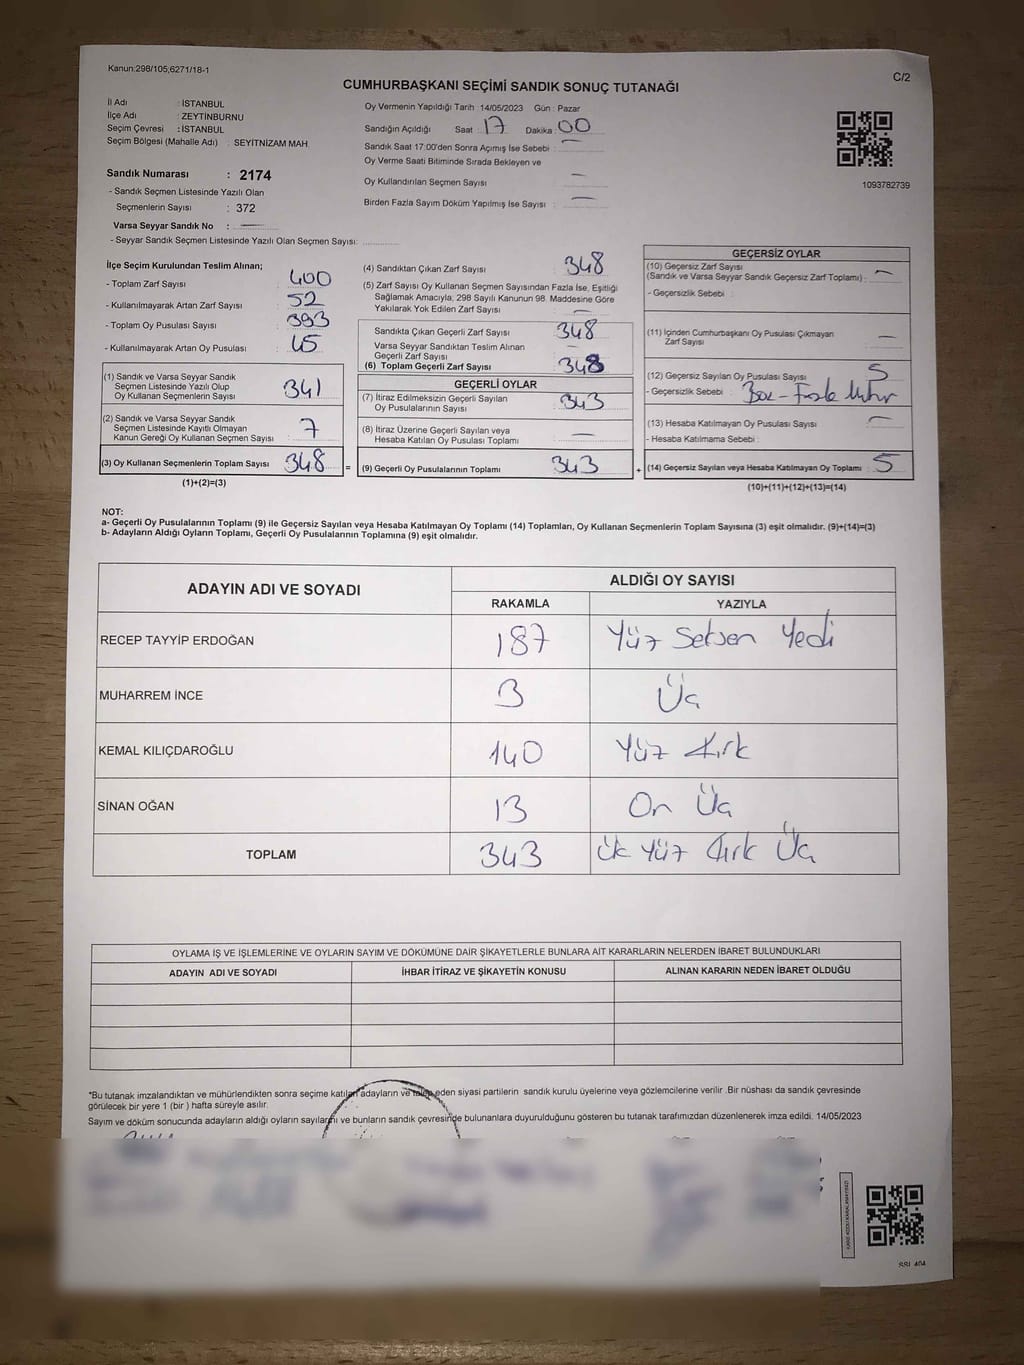 Kanun:298/105;6271/18-1
C/2
CUMHURBAŞKANI SEÇİMİ SANDIK SONUÇ TUTANAĞI
İl Adı : İSTANBUL
İlçe Adı : ZEYTİNBURNU
Seçim Çevresi : İSTANBUL
Seçim Bölgesi (Mahalle Adı) : SEYİTNİZAM MAH.
Sandık Numarası : 2174
- Sandık Seçmen Listesinde Yazılı Olan
Seçmenlerin Sayısı : 372
Varsa Seyyar Sandık No : —
- Seyyar Sandık Seçmen Listesinde Yazılı Olan Seçmen Sayısı:
Oy Vermenin Yapıldığı Tarih : 14/05/2023 Gün : Pazar
Sandığın Açıldığı Saat : 17 Dakika : 00
Sandık Saat 17:00'den Sonra Açımış İse Sebebi : —
Oy Verme Saati Bitiminde Sırada Bekleyen ve
Oy Kullandırılan Seçmen Sayısı : —
Birden Fazla Sayım Döküm Yapılmış İse Sayısı : —
1093782739
İlçe Seçim Kurulundan Teslim Alınan;
- Toplam Zarf Sayısı : 400
- Kullanılmayarak Artan Zarf Sayısı : 52
- Toplam Oy Pusulası Sayısı : 393
- Kullanılmayarak Artan Oy Pusulası : 45
(1) Sandık ve Varsa Seyyar Sandık
Seçmen Listesinde Yazılı Olup
Oy Kullanan Seçmenlerin Sayısı : 341
(2) Sandık ve Varsa Seyyar Sandık
Seçmen Listesinde Kayıtlı Olmayan
Kanun Gereği Oy Kullanan Seçmen Sayısı : 7
(3) Oy Kullanan Seçmenlerin Toplam Sayısı : 348 =
(1)+(2)=(3)
(4) Sandıktan Çıkan Zarf Sayısı : 348
(5) Zarf Sayısı Oy Kullanan Seçmen Sayısından Fazla İse, Eşitliği
Sağlamak Amacıyla, 298 Sayılı Kanunun 98. Maddesine Göre
Yakılarak Yok Edilen Zarf Sayısı : —
Sandıkta Çıkan Geçerli Zarf Sayısı : 348
Varsa Seyyar Sandıktan Teslim Alınan
Geçerli Zarf Sayısı : —
(6) Toplam Geçerli Zarf Sayısı : 348
GEÇERLİ OYLAR
(7) İtiraz Edilmeksizin Geçerli Sayılan
Oy Pusulalarının Sayısı : 343
(8) İtiraz Üzerine Geçerli Sayılan veya
Hesaba Katılan Oy Pusulası Toplamı : —
(9) Geçerli Oy Pusulalarının Toplamı : 343 +
GEÇERSİZ OYLAR
(10) Geçersiz Zarf Sayısı
(Sandık ve Varsa Seyyar Sandık Geçersiz Zarf Toplamı) : —
- Geçersizlik Sebebi :
(11) İçinden Cumhurbaşkanı Oy Pusulası Çıkmayan
Zarf Sayısı : —
(12) Geçersiz Sayılan Oy Pusulası Sayısı : 5
- Geçersizlik Sebebi : Boş - Fazla Mühür
(13) Hesaba Katılmayan Oy Pusulası Sayısı : —
- Hesaba Katılmama Sebebi :
(14) Geçersiz Sayılan veya Hesaba Katılmayan Oy Toplamı : 5
(10)+(11)+(12)+(13)=(14)
NOT:
a- Geçerli Oy Pusulalarının Toplamı (9) ile Geçersiz Sayılan veya Hesaba Katılmayan Oy Toplamı (14) Toplamları, Oy Kullanan Seçmenlerin Toplam Sayısına (3) eşit olmalıdır. (9)+(14)=(3)
b- Adayların Aldığı Oyların Toplamı, Geçerli Oy Pusulalarının Toplamına (9) eşit olmalıdır.
ADAYIN ADI VE SOYADI
ALDIĞI OY SAYISI
RAKAMLA YAZIYLA
RECEP TAYYİP ERDOĞAN 187 Yüz Seksen Yedi
MUHARREM İNCE 3 Üç
KEMAL KILIÇDAROĞLU 140 Yüz Kırk
SİNAN OĞAN 13 On Üç
TOPLAM 343 Üç Yüz Kırk Üç
OYLAMA İŞ VE İŞLEMLERİNE VE OYLARIN SAYIM VE DÖKÜMÜNE DAİR ŞİKAYETLERLE BUNLARA AİT KARARLARIN NELERDEN İBARET BULUNDUKLARI
ADAYIN ADI VE SOYADI İHBAR İTİRAZ VE ŞİKAYETİN KONUSU ALINAN KARARIN NEDEN İBARET OLDUĞU
*Bu tutanak imzalandıktan ve mühürlendikten sonra seçime katılan adayların ve talep eden siyasi partilerin sandık kurulu üyelerine veya gözlemcilerine verilir .Bir nüshası da sandık çevresinde
görülecek bir yere 1 (bir ) hafta süreyle asılır.
Sayım ve döküm sonucunda adayların aldığı oyların sayılarını ve bunların sandık çevresinde bulunanlara duyurulduğunu gösteren bu tutanak tarafımızdan düzenlenerek imza edildi. 14/05/2023